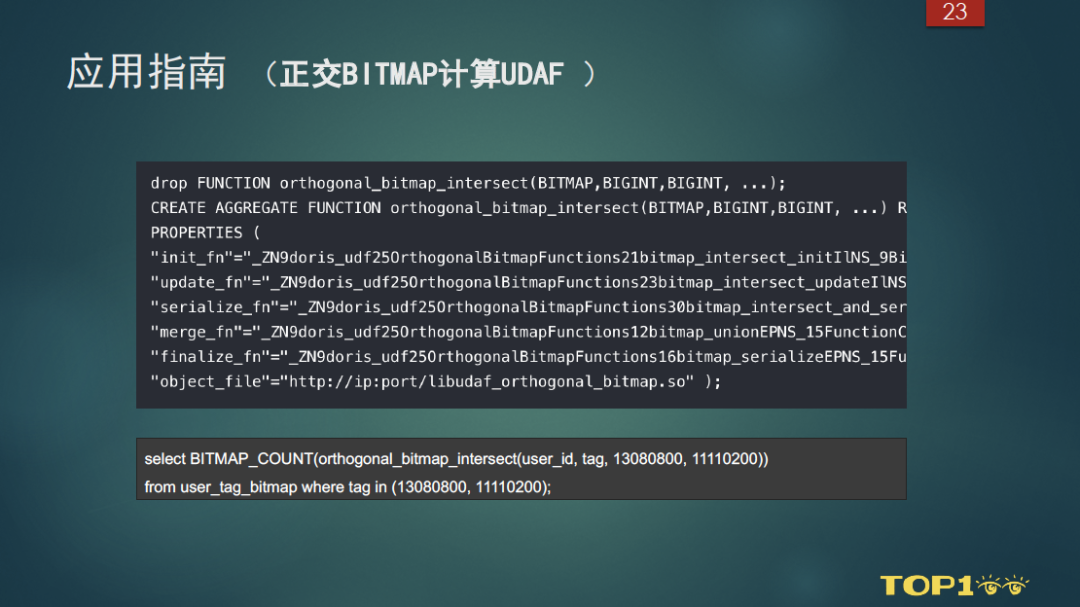 23
应用指南 （正交BITMAP计算UDAF ）
drop FUNCTION orthogonal_bitmap_intersect(BITMAP,BIGINT,BIGINT, ...);
CREATE AGGREGATE FUNCTION orthogonal_bitmap_intersect(BITMAP,BIGINT,BIGINT, ...) R
PROPERTIES (
"init_fn"="_ZN9doris_udf25OrthogonalBitmapFunctions21bitmap_intersect_initIlNS_9Bi
"update_fn"="_ZN9doris_udf25OrthogonalBitmapFunctions23bitmap_intersect_updateIlNS
"serialize_fn"="_ZN9doris_udf25OrthogonalBitmapFunctions30bitmap_intersect_and_ser
"merge_fn"="_ZN9doris_udf25OrthogonalBitmapFunctions12bitmap_unionEPNS_15FunctionC
"finalize_fn"="_ZN9doris_udf25OrthogonalBitmapFunctions16bitmap_serializeEPNS_15Fu
"object_file"="http://ip:port/libudaf_orthogonal_bitmap.so" );
select BITMAP_COUNT(orthogonal_bitmap_intersect(user_id, tag, 13080800, 11110200))
from user_tag_bitmap where tag in (13080800, 11110200);
TOP100